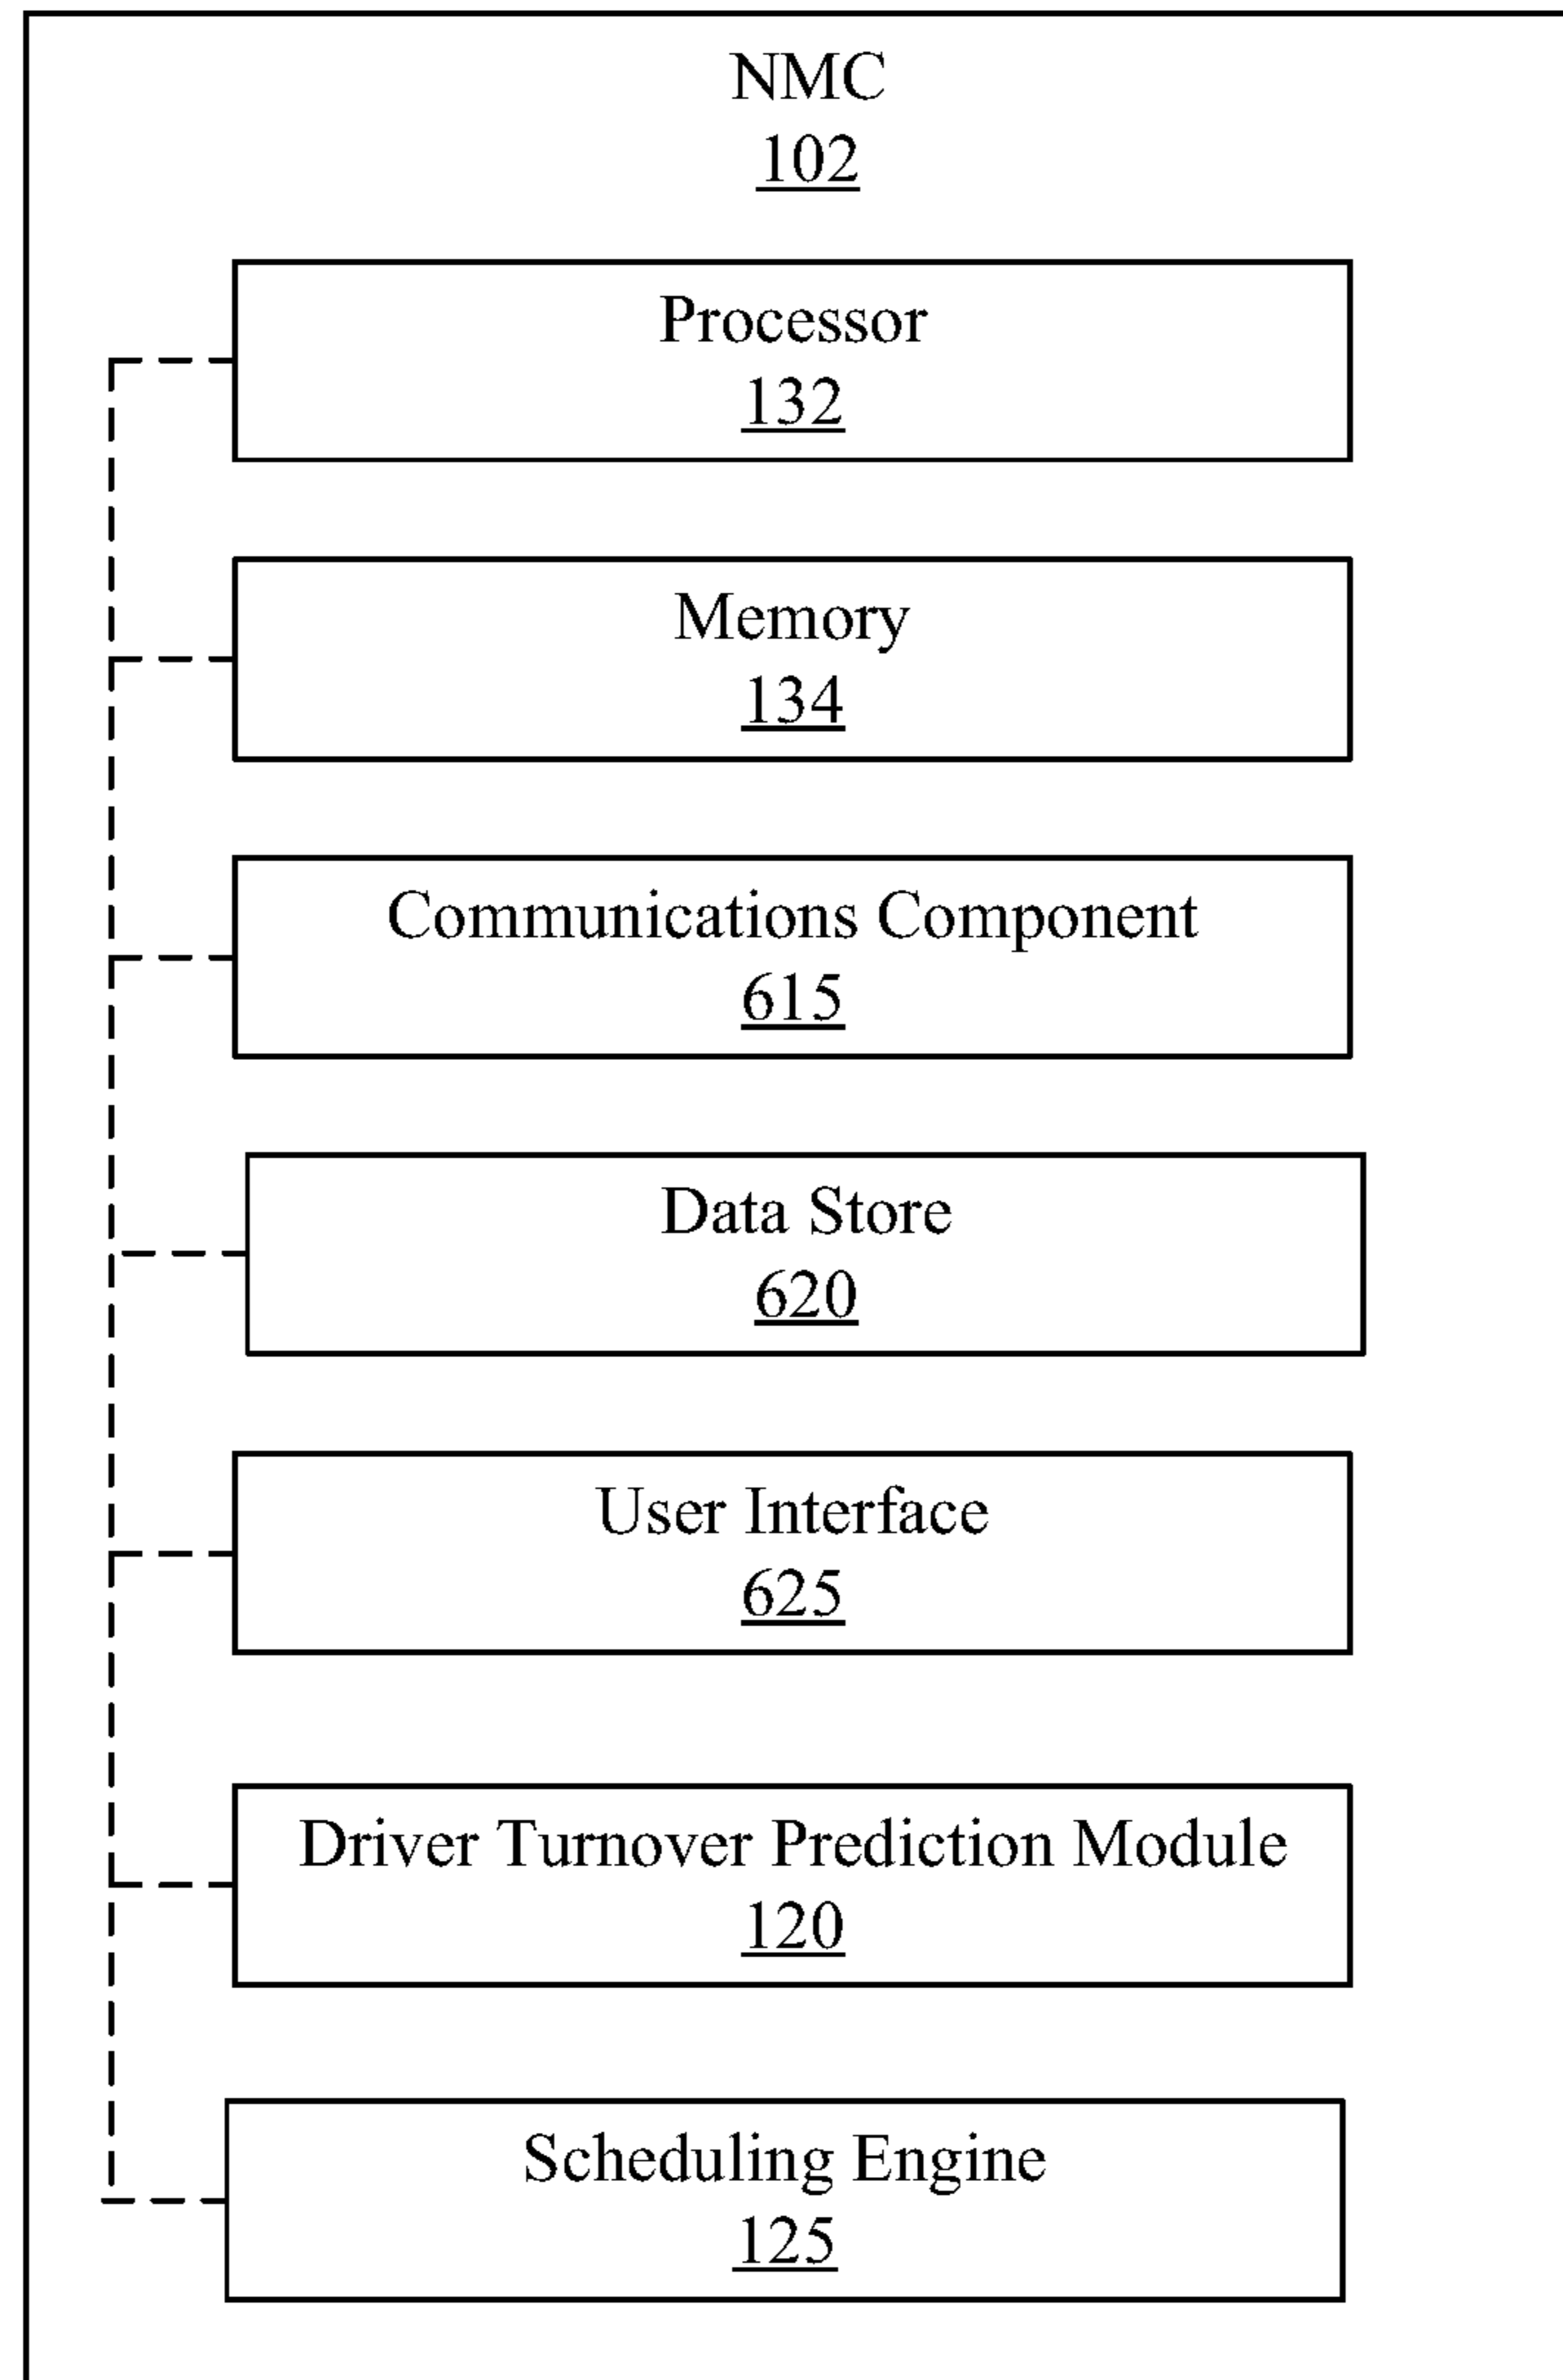 NMC
102
Processor
132
Memory
134
Communications Component
615
Data Store
620
User Interface
625
Driver Turnover Prediction Module
120
Scheduling Engine
125